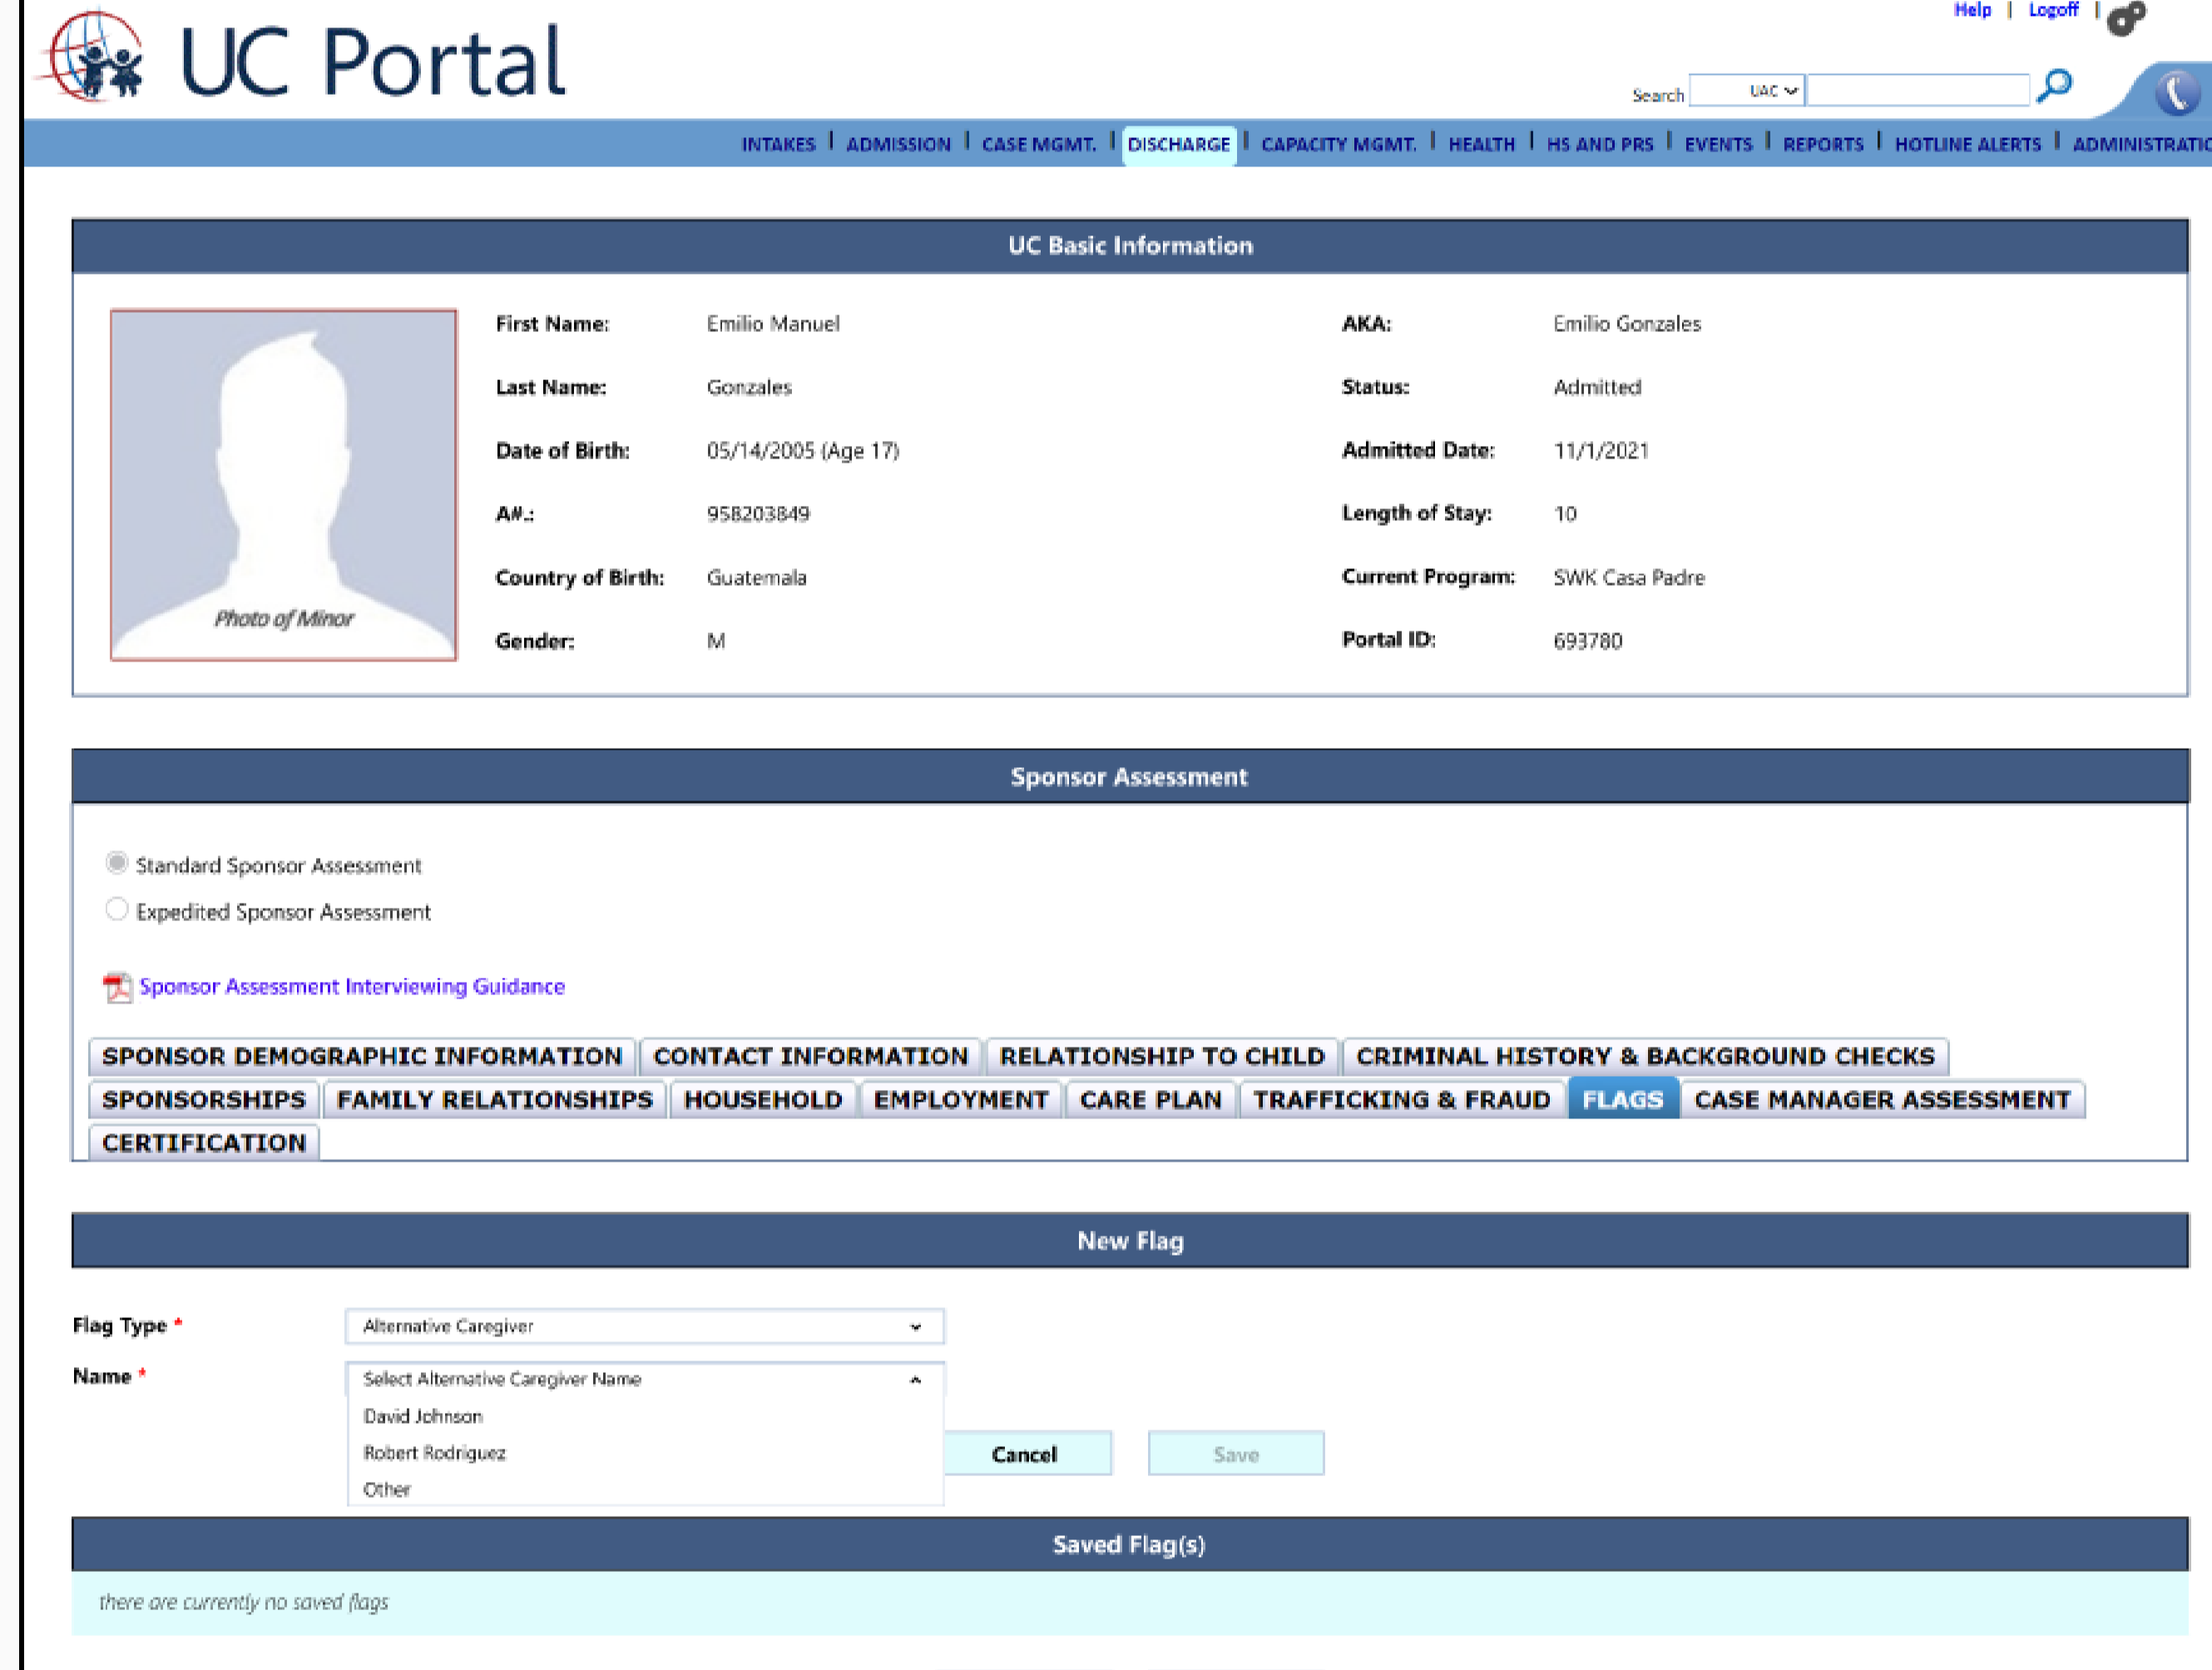 Help | Logoff |
UC Portal
Search UAC
INTAKES | ADMISSION | CASE MGMT. | DISCHARGE | CAPACITY MGMT. | HEALTH | HS AND PRS | EVENTS | REPORTS | HOTLINE ALERTS | ADMINISTRATIO
UC Basic Information
First Name: Emilio Manuel AKA: Emilio Gonzales
Last Name: Gonzales Status: Admitted
Date of Birth: 05/14/2005 (Age 17) Admitted Date: 11/1/2021
A#.: 958203849 Length of Stay: 10
Country of Birth: Guatemala Current Program: SWK Casa Padre
Photo of Minor
Gender: M Portal ID: 693780
Sponsor Assessment
Standard Sponsor Assessment
Expedited Sponsor Assessment
Sponsor Assessment Interviewing Guidance
SPONSOR DEMOGRAPHIC INFORMATION CONTACT INFORMATION RELATIONSHIP TO CHILD CRIMINAL HISTORY & BACKGROUND CHECKS
SPONSORSHIPS FAMILY RELATIONSHIPS HOUSEHOLD EMPLOYMENT CARE PLAN TRAFFICKING & FRAUD FLAGS CASE MANAGER ASSESSMENT
CERTIFICATION
New Flag
Flag Type * Alternative Caregiver
Name * Select Alternative Caregiver Name
David Johnson
Robert Rodriguez
Cancel Save
Other
Saved Flag(s)
there are currently no saved flags